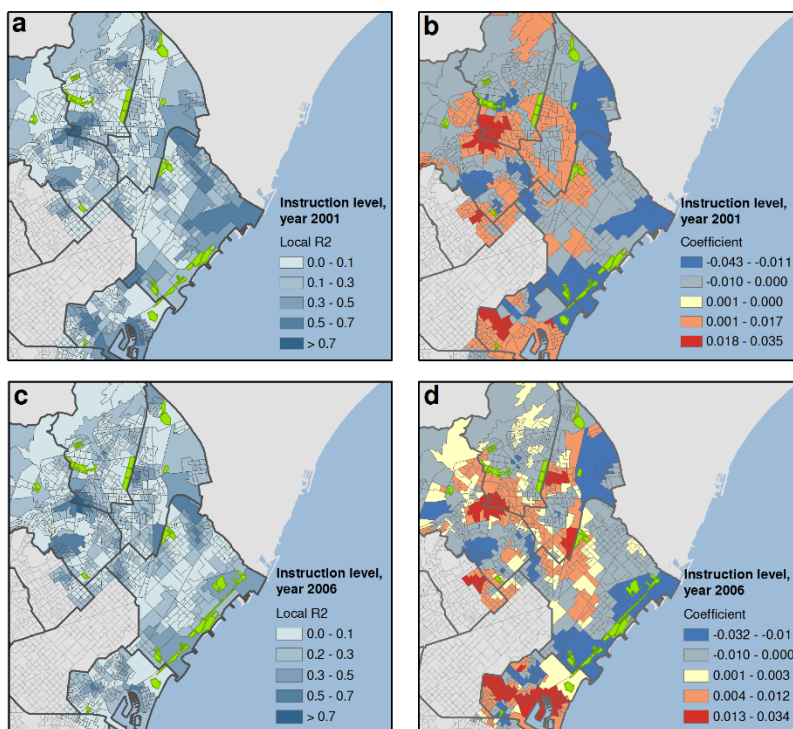 a
Instruction level,
year 2001
Local R2
0.0 - 0.1
0.1 - 0.3
0.3 - 0.5
0.5 - 0.7
> 0.7
b
Instruction level,
year 2001
Coefficient
-0.043 - -0.011
-0.010 - 0.000
0.001 - 0.000
0.001 - 0.017
0.018 - 0.035
c
Instruction level,
year 2006
Local R2
0.0 - 0.1
0.2 - 0.3
0.3 - 0.5
0.5 - 0.7
> 0.7
d
Instruction level,
year 2006
Coefficient
-0.032 - -0.01
-0.010 - 0.000
0.001 - 0.003
0.004 - 0.012
0.013 - 0.034